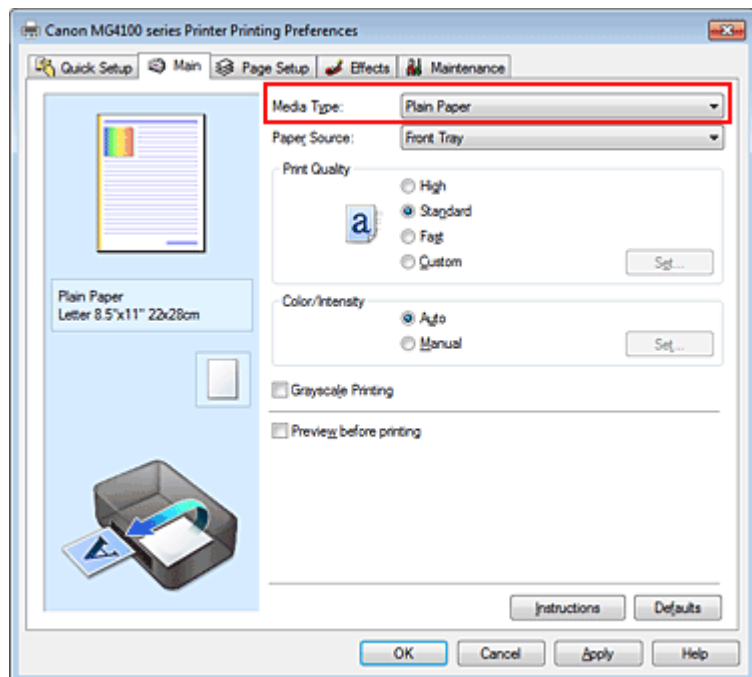 Canon MG4100 series Printer Printing Preferences
Quick Setup Main Page Setup Effects Maintenance
Media Type: Plain Paper
Paper Source: Front Tray
Print Quality
High
a Standard
Fast
Custom Set...
Plain Paper
Letter 8.5"x11" 22x28cm
Color/Intensity
Auto
Manual Set...
Grayscale Printing
Preview before printing
A
Instructions Defaults
OK Cancel Apply Help